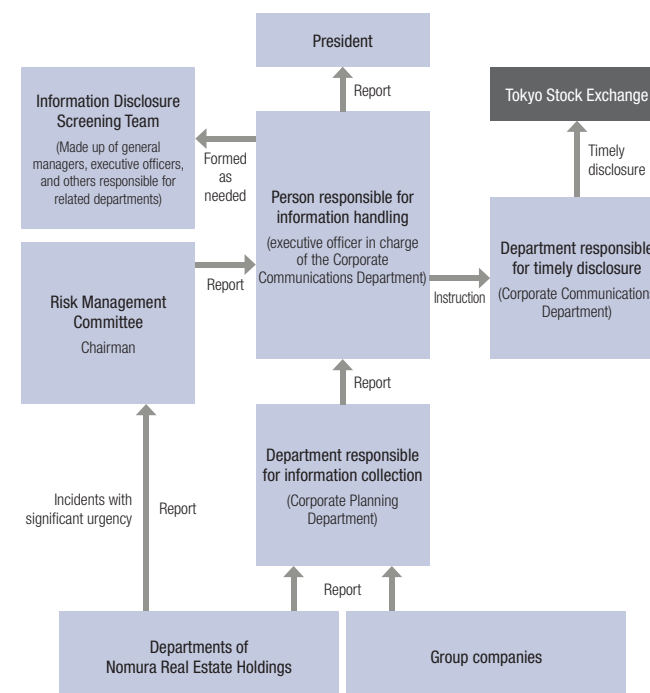 President
Report
Information Disclosure
Screening Team
(Made up of general
managers, executive officers,
and others responsible for
related departments)
Formed
as
needed
Tokyo Stock Exchange
Timely
disclosure
Person responsible for
information handling
(executive officer in charge
of the Corporate
Communications Department)
Report
Instruction
Department responsible
for timely disclosure
(Corporate Communications
Department)
Risk Management
Committee
Chairman
Report
Department responsible
for information collection
(Corporate Planning
Department)
Incidents with
significant urgency
Report
Report
Departments of
Nomura Real Estate Holdings
Group companies